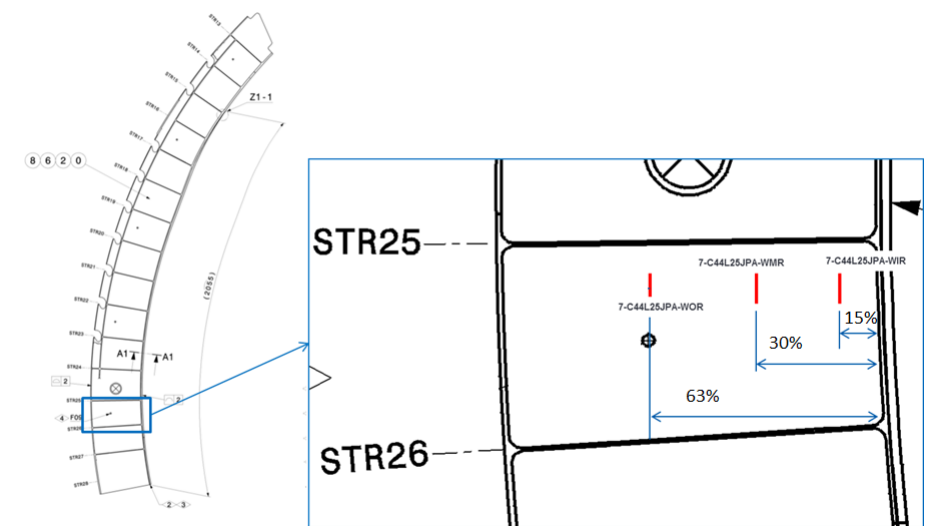 STR13
STR14
STR15
STR16
STR17
STR18
STR19
STR20
STR21
STR22
STR23
STR24
STR25
STR26
STR27
Z1-1
8 6 2 0
(2055)
A1 A1
2
2
4 FO
2 3
STR25
STR26
7-C44L25JPA-WMR
7-C44L25JPA-WIR
7-C44L25JPA-WOR
15%
30%
63%